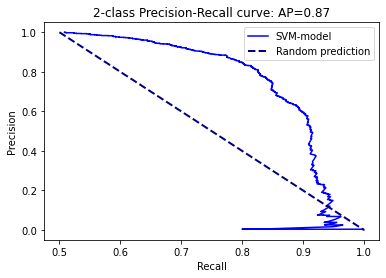 2-class Precision-Recall curve: AP=0.87
SVM-model
Random prediction
Precision
1.0
0.8
0.6
0.4
0.2
0.0
0.5 0.6 0.7 0.8 0.9 1.0
Recall